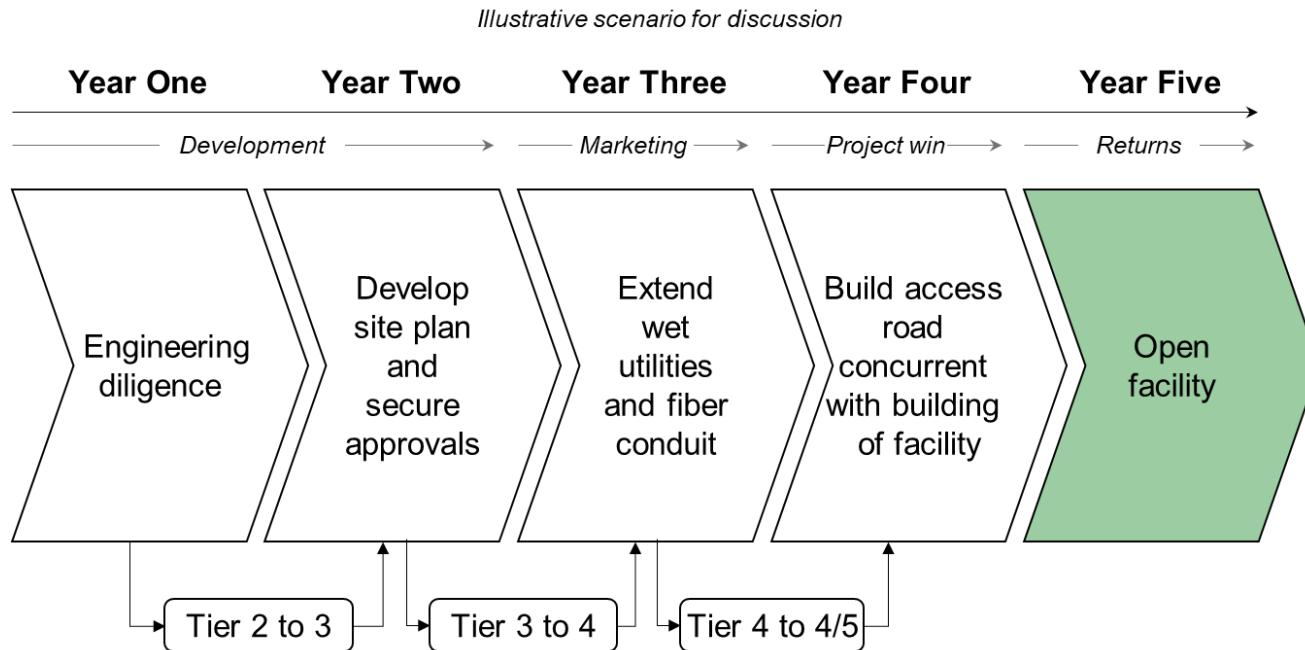 Illustrative scenario for discussion
Year One
Year Two
Year Three
Year Four
Year Five
Development
Marketing
Project win
Returns
Engineering
diligence
Develop
site plan
and
secure
approvals
Extend
wet
utilities
and fiber
conduit
Build access
road
concurrent
with building
of facility
Open
facility
Tier 2 to 3
Tier 3 to 4
Tier 4 to 4/5